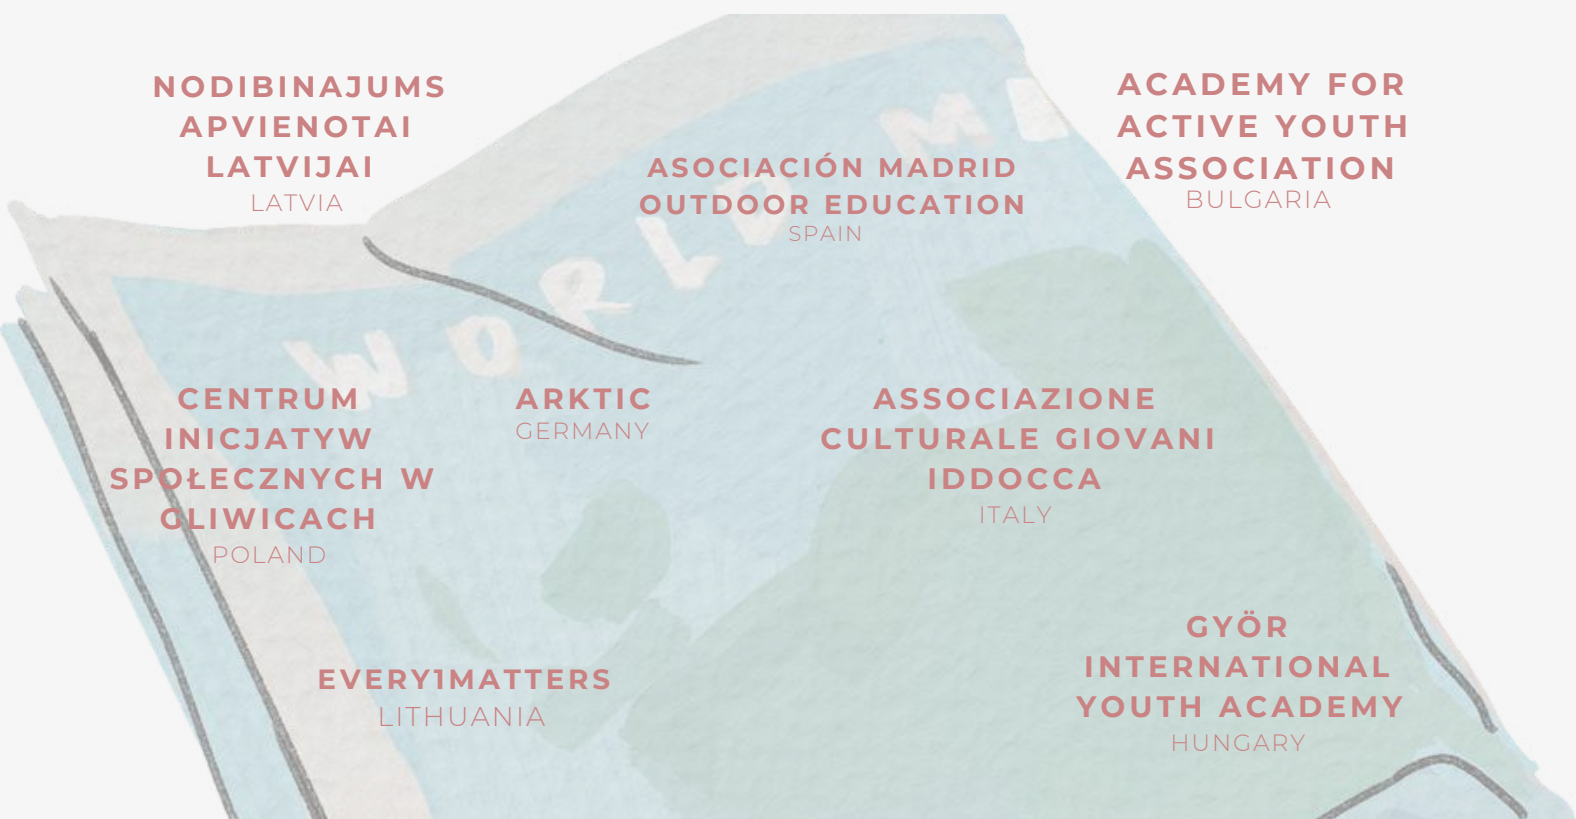 NODIBINAJUMS
APVIENOTAI
LATVIJAI
LATVIA
ASOCIACIÓN MADRID
OUTDOOR EDUCATION
SPAIN
ACADEMY FOR
ACTIVE YOUTH
ASSOCIATION
BULGARIA
WORLD MA
CENTRUM
INICJATYW
SPOŁECZNYCH W
GLIWICACH
POLAND
ARKTIC
GERMANY
ASSOCIAZIONE
CULTURALE GIOVANI
IDDOCCA
ITALY
EVERY1MATTERS
LITHUANIA
GYÖR
INTERNATIONAL
YOUTH ACADEMY
HUNGARY